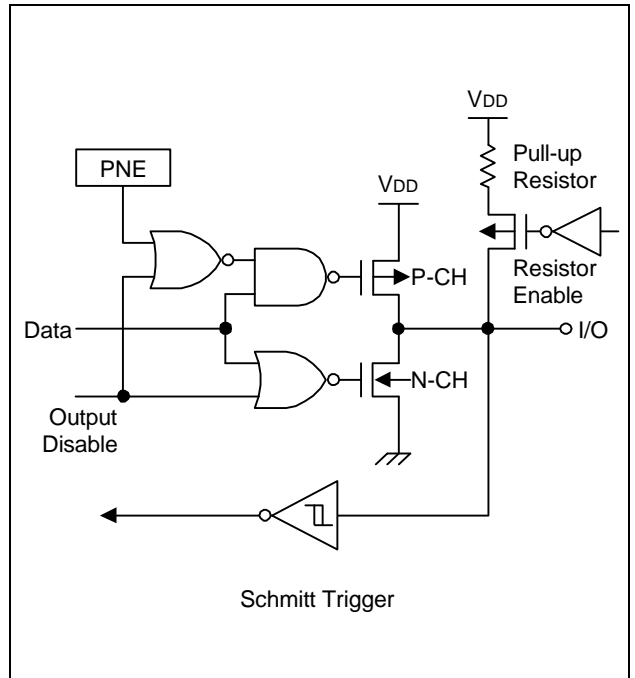 VDD
Pull-up
Resistor
PNE
VDD
P-CH
Resistor
Enable
Data
I/O
N-CH
Output
Disable
Schmitt Trigger